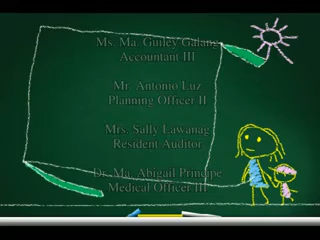 Ms. Ma. Guiley Galang
Accountant III
Mr. Antonio Luz
Planning Officer II
Mrs. Sally Lawanag
Resident Auditor
Dr. Ma. Abigail Principe
Medical Officer III